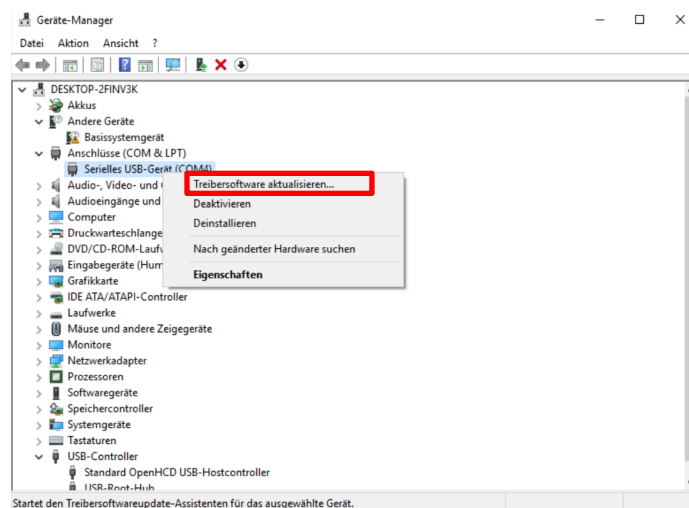 Geräte-Manager
Datei Aktion Ansicht ?
DESKTOP-2FINV3K
Akkus
Andere Geräte
Basissystemgerät
Anschlüsse (COM & LPT)
Serielles USB-Gerät (COM4)
Audio-, Video- und
Treibersoftware aktualisieren...
Audioeingänge und
Deaktivieren
Computer
Deinstallieren
Druckwarteschlange
DVD/CD-ROM-Laufw
Nach geänderter Hardware suchen
Eingabegeräte (Hum
Eigenschaften
Grafikkarte
IDE ATA/ATAPI-Controller
Laufwerke
Mäuse und andere Zeigegeräte
Monitore
Netzwerkadapter
Prozessoren
Softwaregeräte
Speichercontroller
Systemgeräte
Tastaturen
USB-Controller
Standard OpenHCD USB-Hostcontroller
USB-Root-Hub
Startet den Treibersoftwareupdate-Assistenten für das ausgewählte Gerät.